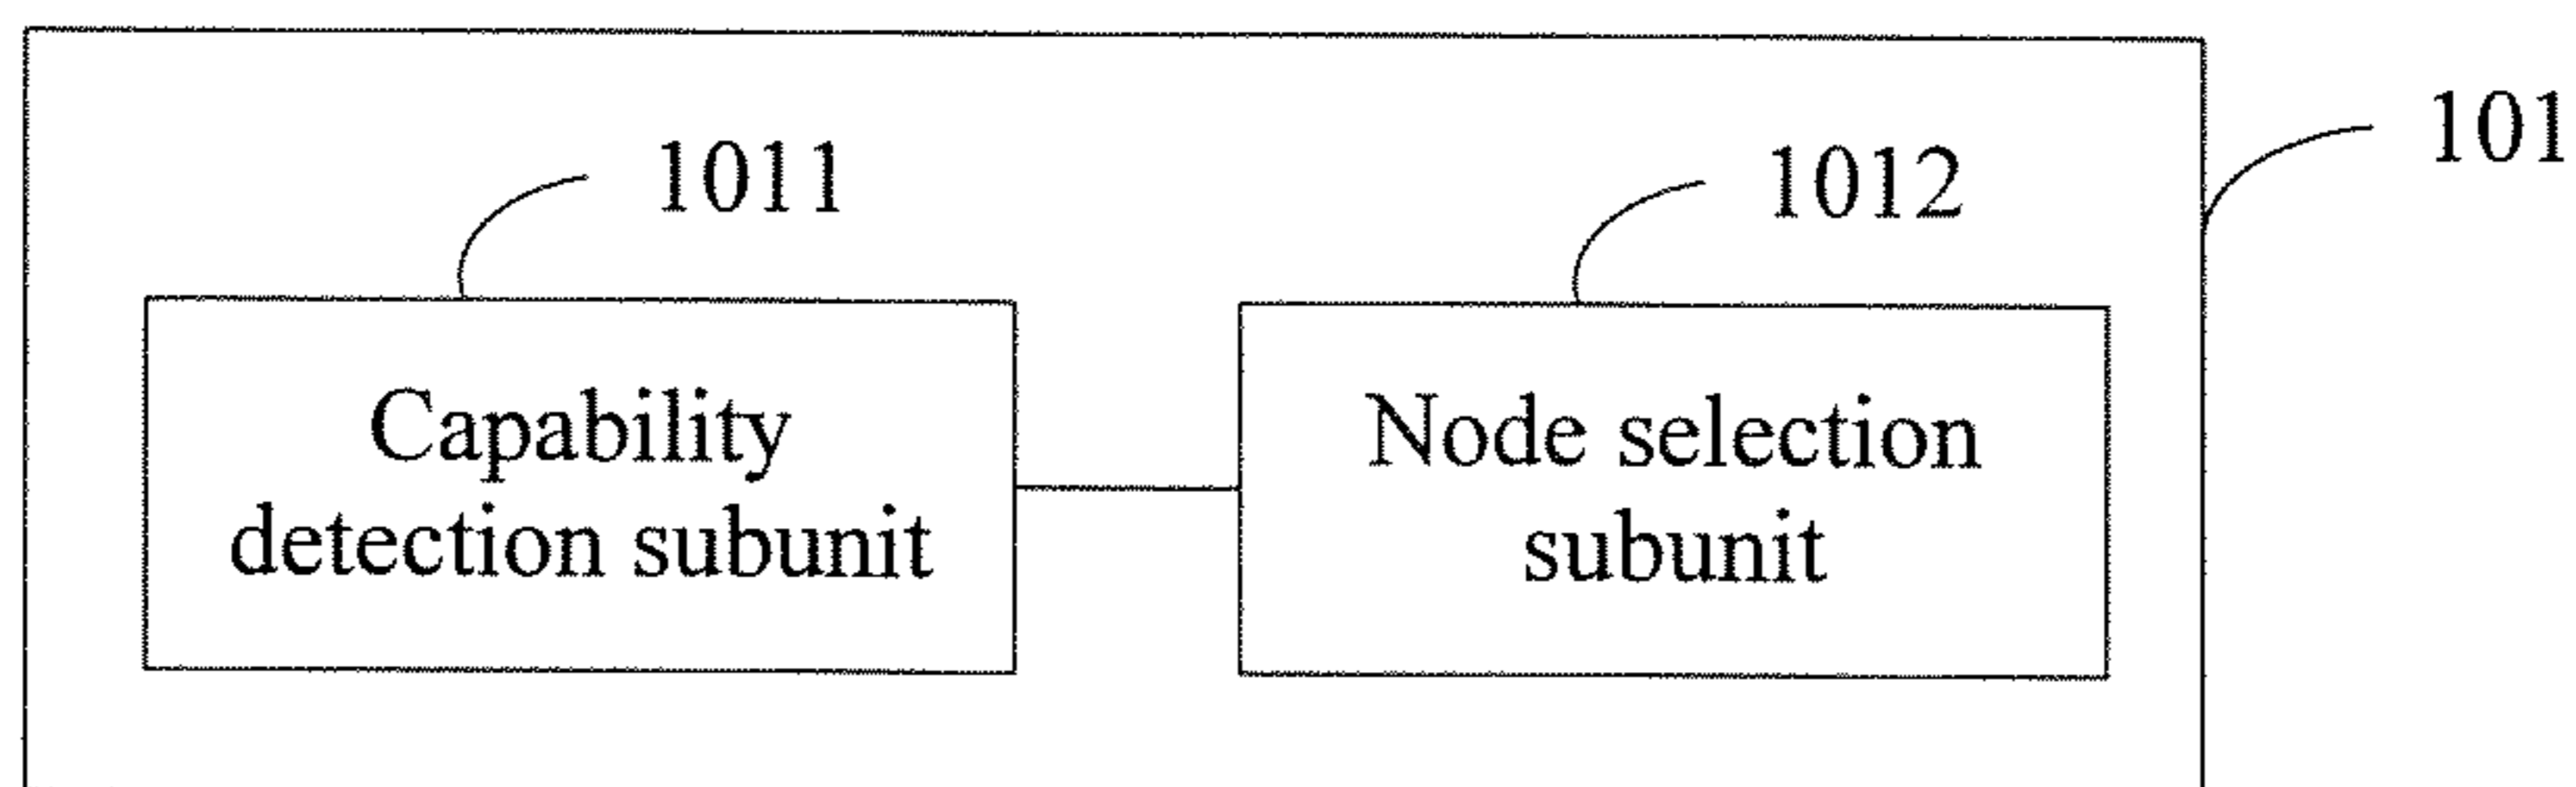 101
1011
1012
Capability
detection subunit
Node selection
subunit